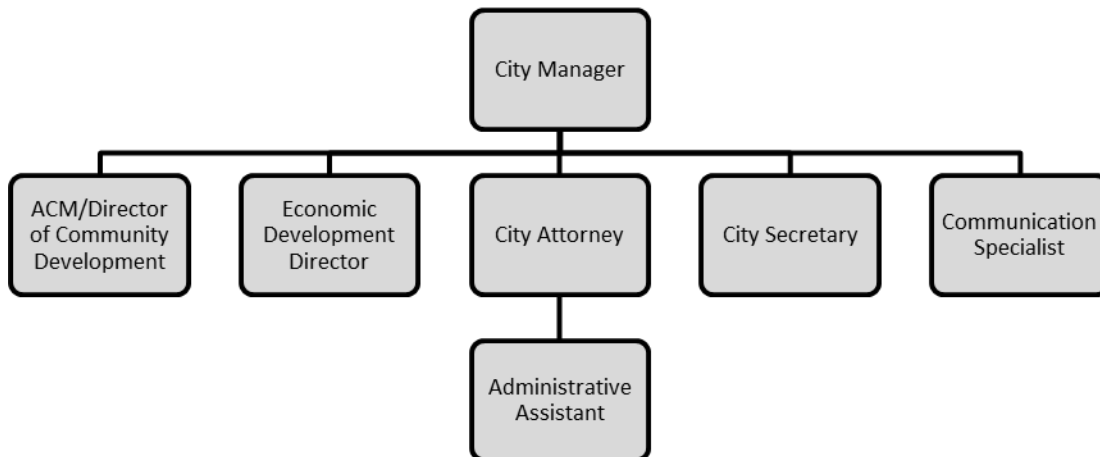 City Manager
ACM/Director
of Community
Development
Economic
Development
Director
City Attorney
City Secretary
Communication
Specialist
Administrative
Assistant